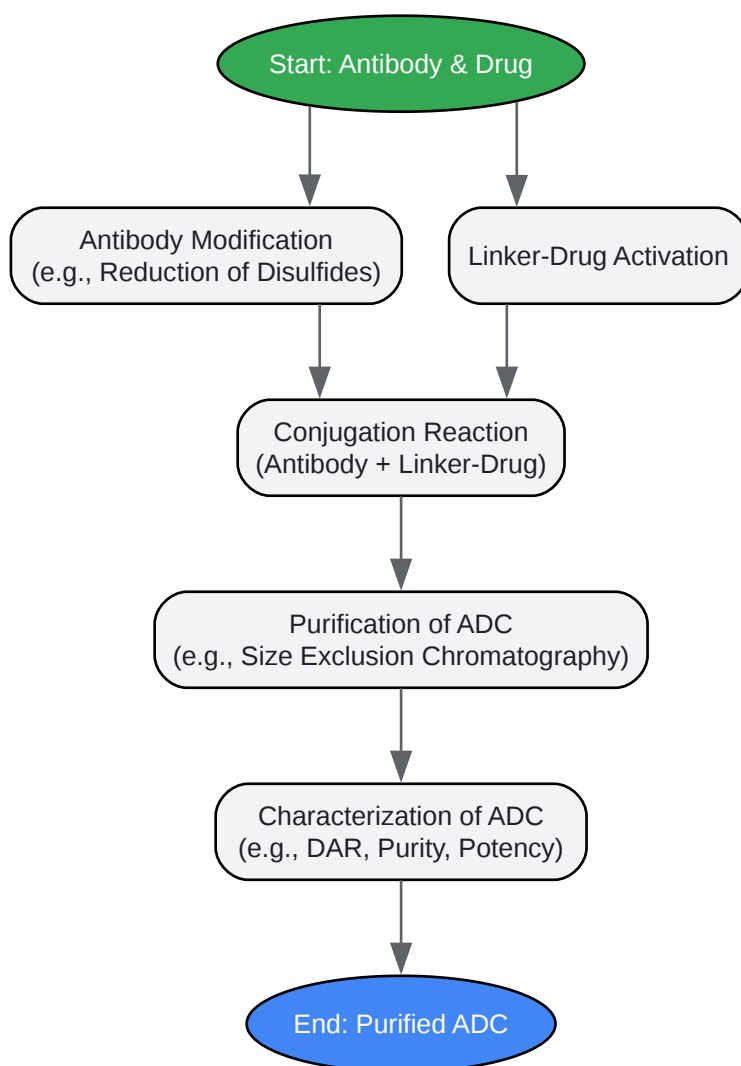 Start: Antibody & Drug
Antibody Modification
(e.g., Reduction of Disulfides)
Linker-Drug Activation
Conjugation Reaction
(Antibody + Linker-Drug)
Purification of ADC
(e.g., Size Exclusion Chromatography)
Characterization of ADC
(e.g., DAR, Purity, Potency)
End: Purified ADC